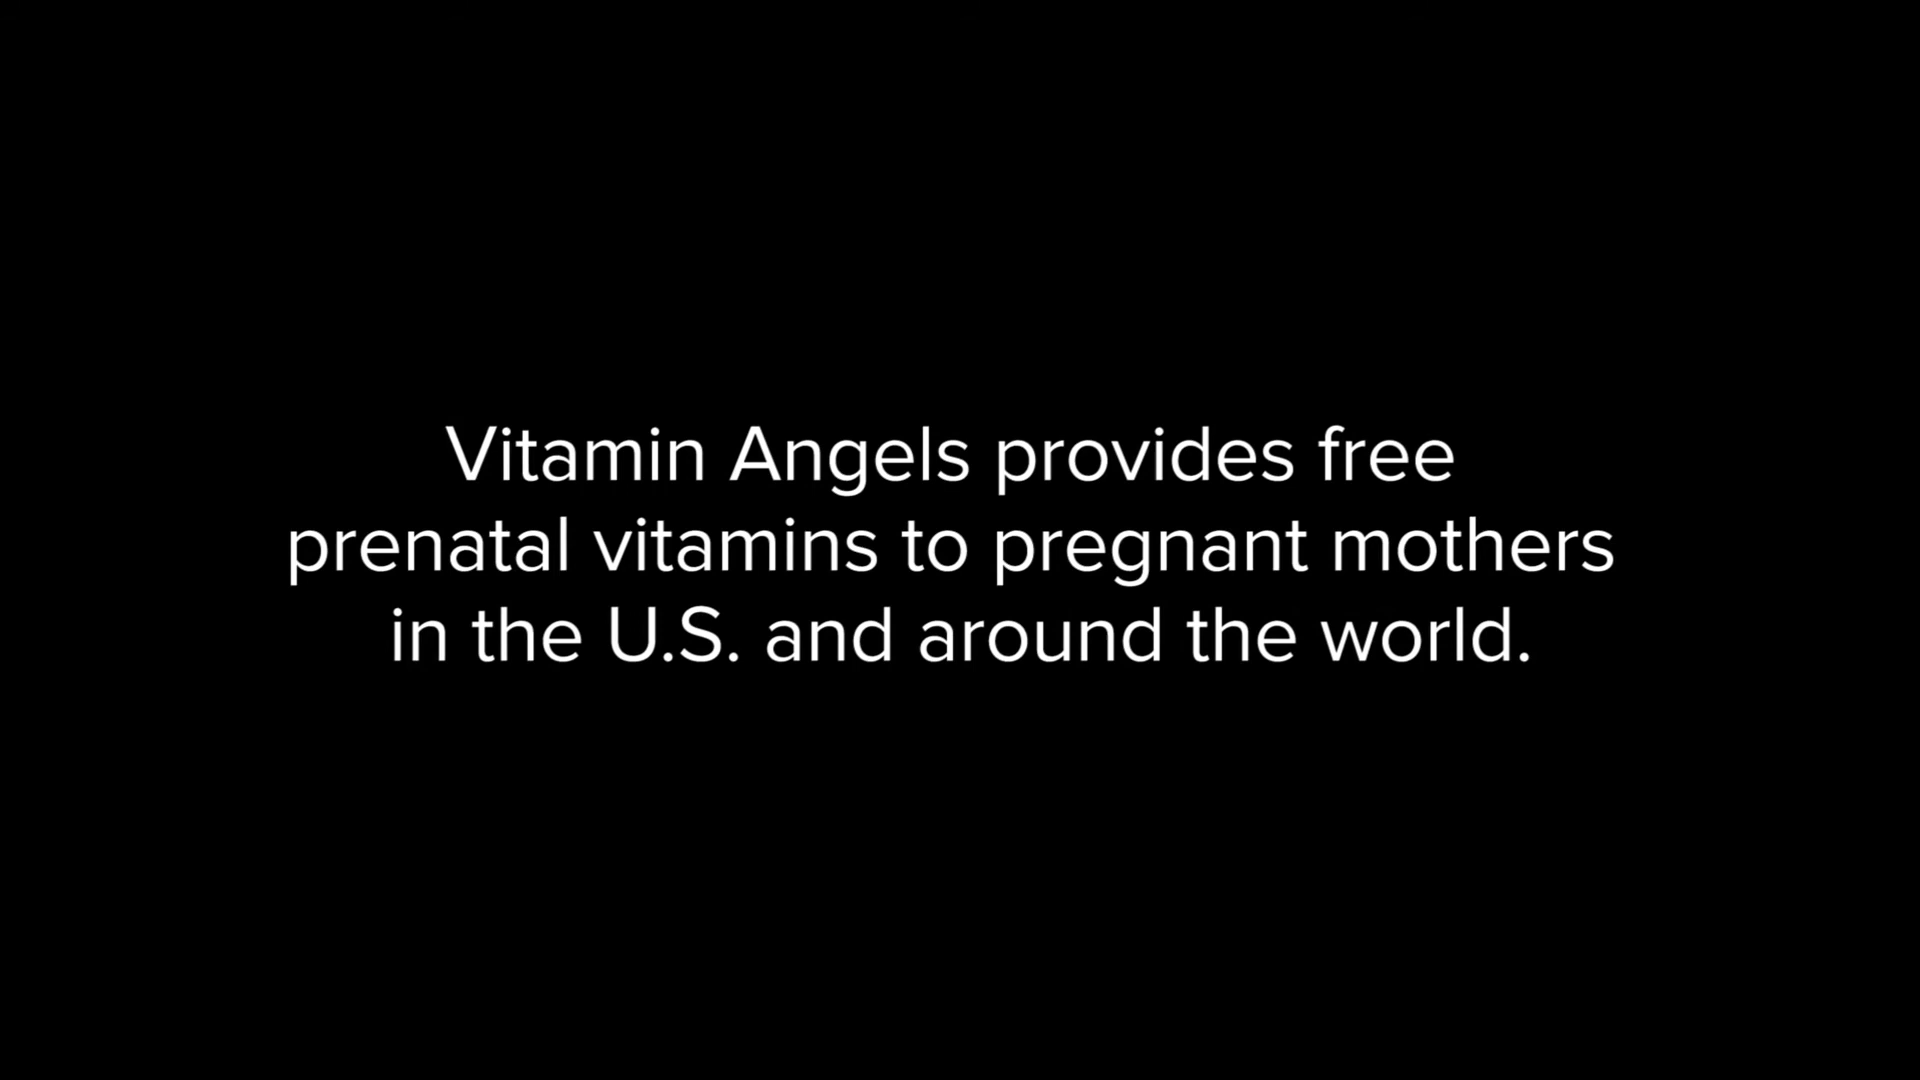 Vitamin Angels provides free
prenatal vitamins to pregnant mothers
in the U.S. and around the world.